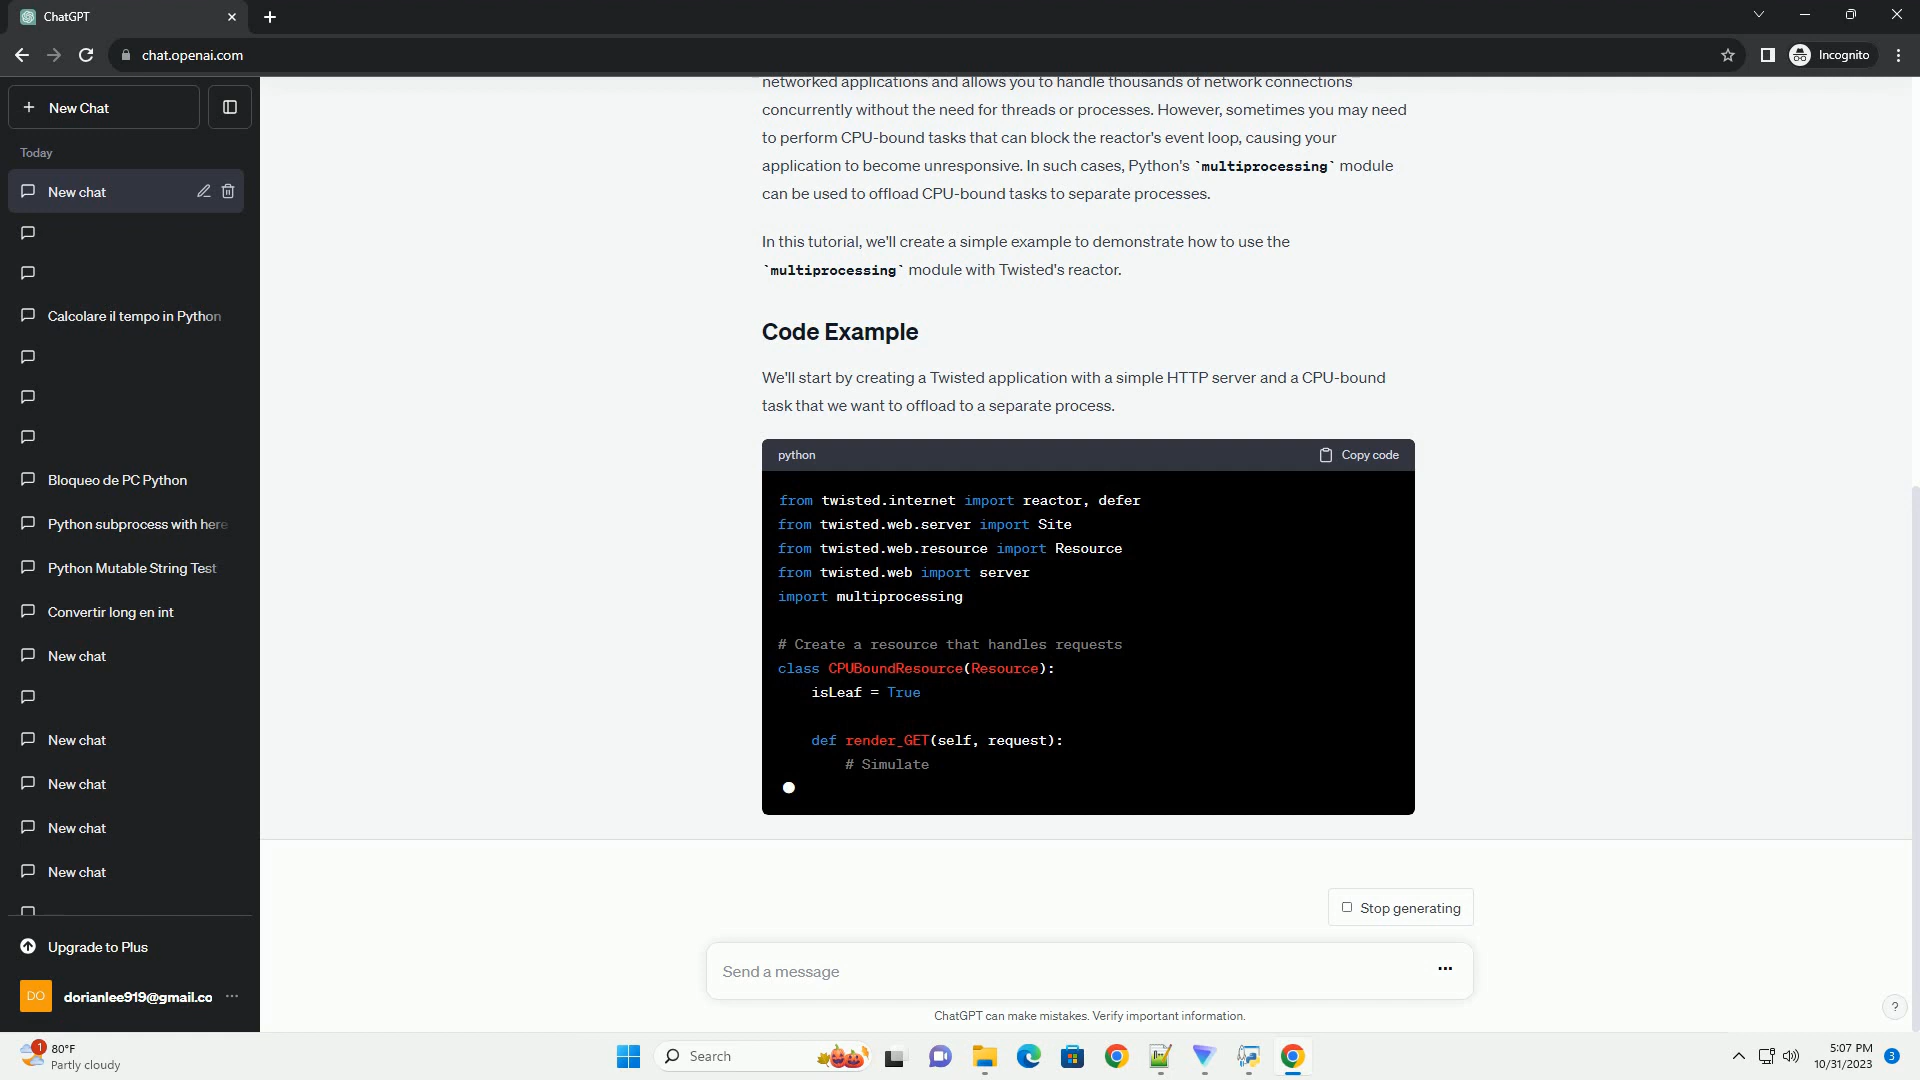 ChatGPT
chat.openai.com
Incognito
New Chat
Today
New chat
Calcolare il tempo in Python
Bloqueo de PC Python
Python subprocess with here
Python Mutable String Test
Convertir long en int
New chat
New chat
New chat
New chat
New chat
Upgrade to Plus
DO
dorianlee919@gmail.co
networked applications and allows you to handle thousands of network connections
concurrently without the need for threads or processes. However, sometimes you may need
to perform CPU-bound tasks that can block the reactor's event loop, causing your
application to become unresponsive. In such cases, Python's `multiprocessing` module
can be used to offload CPU-bound tasks to separate processes.
In this tutorial, we'll create a simple example to demonstrate how to use the
`multiprocessing` module with Twisted's reactor.
Code Example
We'll start by creating a Twisted application with a simple HTTP server and a CPU-bound
task that we want to offload to a separate process.
python
Copy code
from twisted.internet import reactor, defer
from twisted.web.server import Site
from twisted.web.resource import Resource
from twisted.web import server
import multiprocessing
# Create a resource that handles requests
class CPUBoundResource(Resource):
isLeaf = True
def render_GET(self, request):
# Simulate
Stop generating
Send a message
ChatGPT can make mistakes. Verify important information.
?
1
80°F
Partly cloudy
Search
5:07 PM
10/31/2023
3